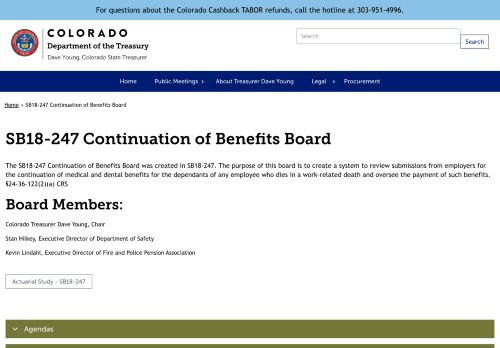 For questions about the Colorado Cashback TABOR refunds, call the hotline at 303-951-4996.
COLORADO
Department of the Treasury
Dave Young, Colorado State Treasurer
Search
Search
Home
Public Meetings
About Treasurer Dave Young
Legal
Procurement
Home > SB18-247 Continuation of Benefits Board
SB18-247 Continuation of Benefits Board
The SB18-247 Continuation of Benefits Board was created in SB18-247. The purpose of this board is to create a system to review submissions from employers for
the continuation of medical and dental benefits for the dependants of any employee who dies in a work-related death and oversee the payment of such benefits.
§24-36-122(2)(a) CRS
Board Members:
Colorado Treasurer Dave Young, Chair
Stan Hilkey, Executive Director of Department of Safety
Kevin Lindahl, Executive Director of Fire and Police Pension Association
Actuarial Study - SB18-247
Agendas